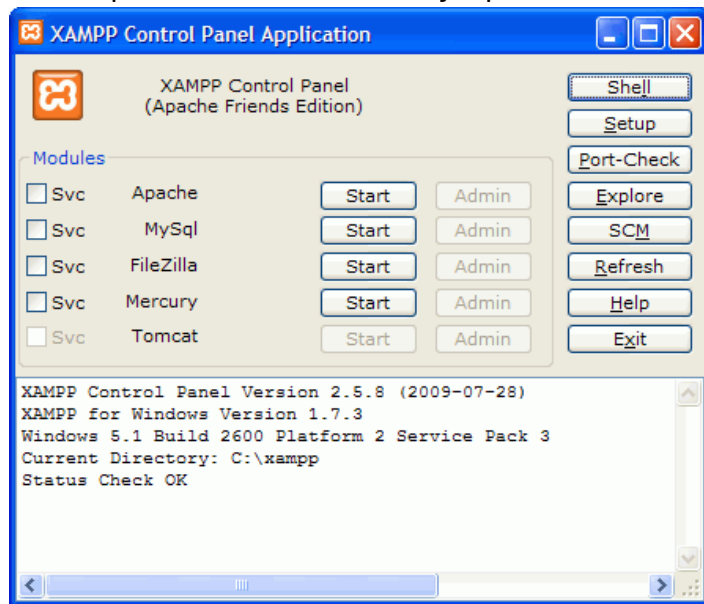 XAMPP Control Panel Application
XAMPP Control Panel
(Apache Friends Edition)
Shell
Setup
Modules
Port-Check
Svc Apache Start Admin Explore
Svc MySql Start Admin SCM
Svc FileZilla Start Admin Refresh
Svc Mercury Start Admin Help
Svc Tomcat Start Admin Exit
XAMPP Control Panel Version 2.5.8 (2009-07-28)
XAMPP for Windows Version 1.7.3
Windows 5.1 Build 2600 Platform 2 Service Pack 3
Current Directory: C:\xampp
Status Check OK